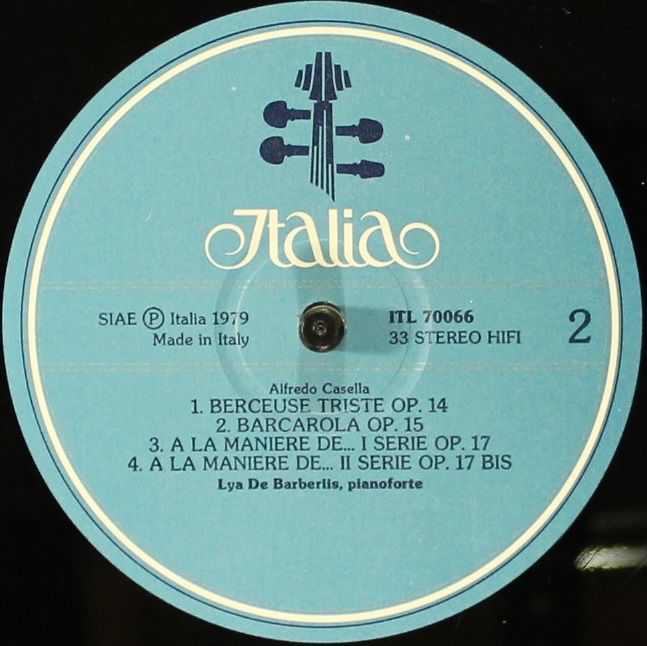 Italia
SIAE Ⓟ Italia 1979
Made in Italy
ITL 70066
33 STEREO HIFI
2
Alfredo Casella
1. BERCEUSE TRISTE OP. 14
2. BARCAROLA OP. 15
3. A LA MANIERE DE... I SERIE OP. 17
4. A LA MANIERE DE... II SERIE OP. 17 BIS
Lya De Barberiis, pianoforte